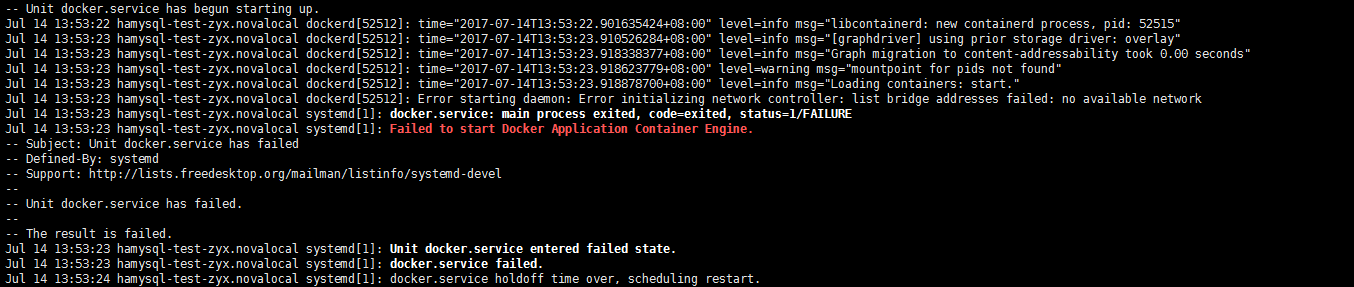 -- Unit docker.service has begun starting up.
Jul 14 13:53:22 hamysql-test-zyx.novalocal dockerd[52512]: time="2017-07-14T13:53:22.901635424+08:00" level=info msg="libcontainerd: new containerd process, pid: 52515"
Jul 14 13:53:23 hamysql-test-zyx.novalocal dockerd[52512]: time="2017-07-14T13:53:23.910526284+08:00" level=info msg="[graphdriver] using prior storage driver: overlay"
Jul 14 13:53:23 hamysql-test-zyx.novalocal dockerd[52512]: time="2017-07-14T13:53:23.918338377+08:00" level=info msg="Graph migration to content-addressability took 0.00 seconds"
Jul 14 13:53:23 hamysql-test-zyx.novalocal dockerd[52512]: time="2017-07-14T13:53:23.918623779+08:00" level=warning msg="mountpoint for pids not found"
Jul 14 13:53:23 hamysql-test-zyx.novalocal dockerd[52512]: time="2017-07-14T13:53:23.918878700+08:00" level=info msg="Loading containers: start."
Jul 14 13:53:23 hamysql-test-zyx.novalocal dockerd[52512]: Error starting daemon: Error initializing network controller: list bridge addresses failed: no available network
Jul 14 13:53:23 hamysql-test-zyx.novalocal systemd[1]: docker.service: main process exited, code=exited, status=1/FAILURE
Jul 14 13:53:23 hamysql-test-zyx.novalocal systemd[1]: Failed to start Docker Application Container Engine.
-- Subject: Unit docker.service has failed
-- Defined-By: systemd
-- Support: http://lists.freedesktop.org/mailman/listinfo/systemd-devel
--
-- Unit docker.service has failed.
--
-- The result is failed.
Jul 14 13:53:23 hamysql-test-zyx.novalocal systemd[1]: Unit docker.service entered failed state.
Jul 14 13:53:23 hamysql-test-zyx.novalocal systemd[1]: docker.service failed.
Jul 14 13:53:24 hamysql-test-zyx.novalocal systemd[1]: docker.service holdoff time over, scheduling restart.